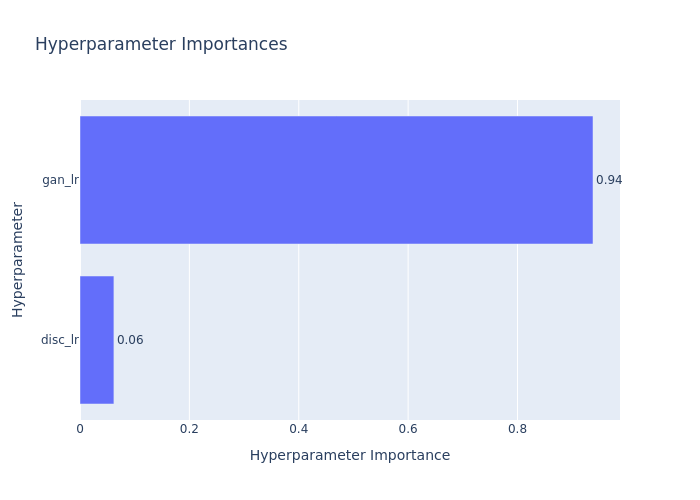 Hyperparameter Importances
Hyperparameter
gan_lr
0.94
disc_lr
0.06
0
0.2
0.4
0.6
0.8
Hyperparameter Importance